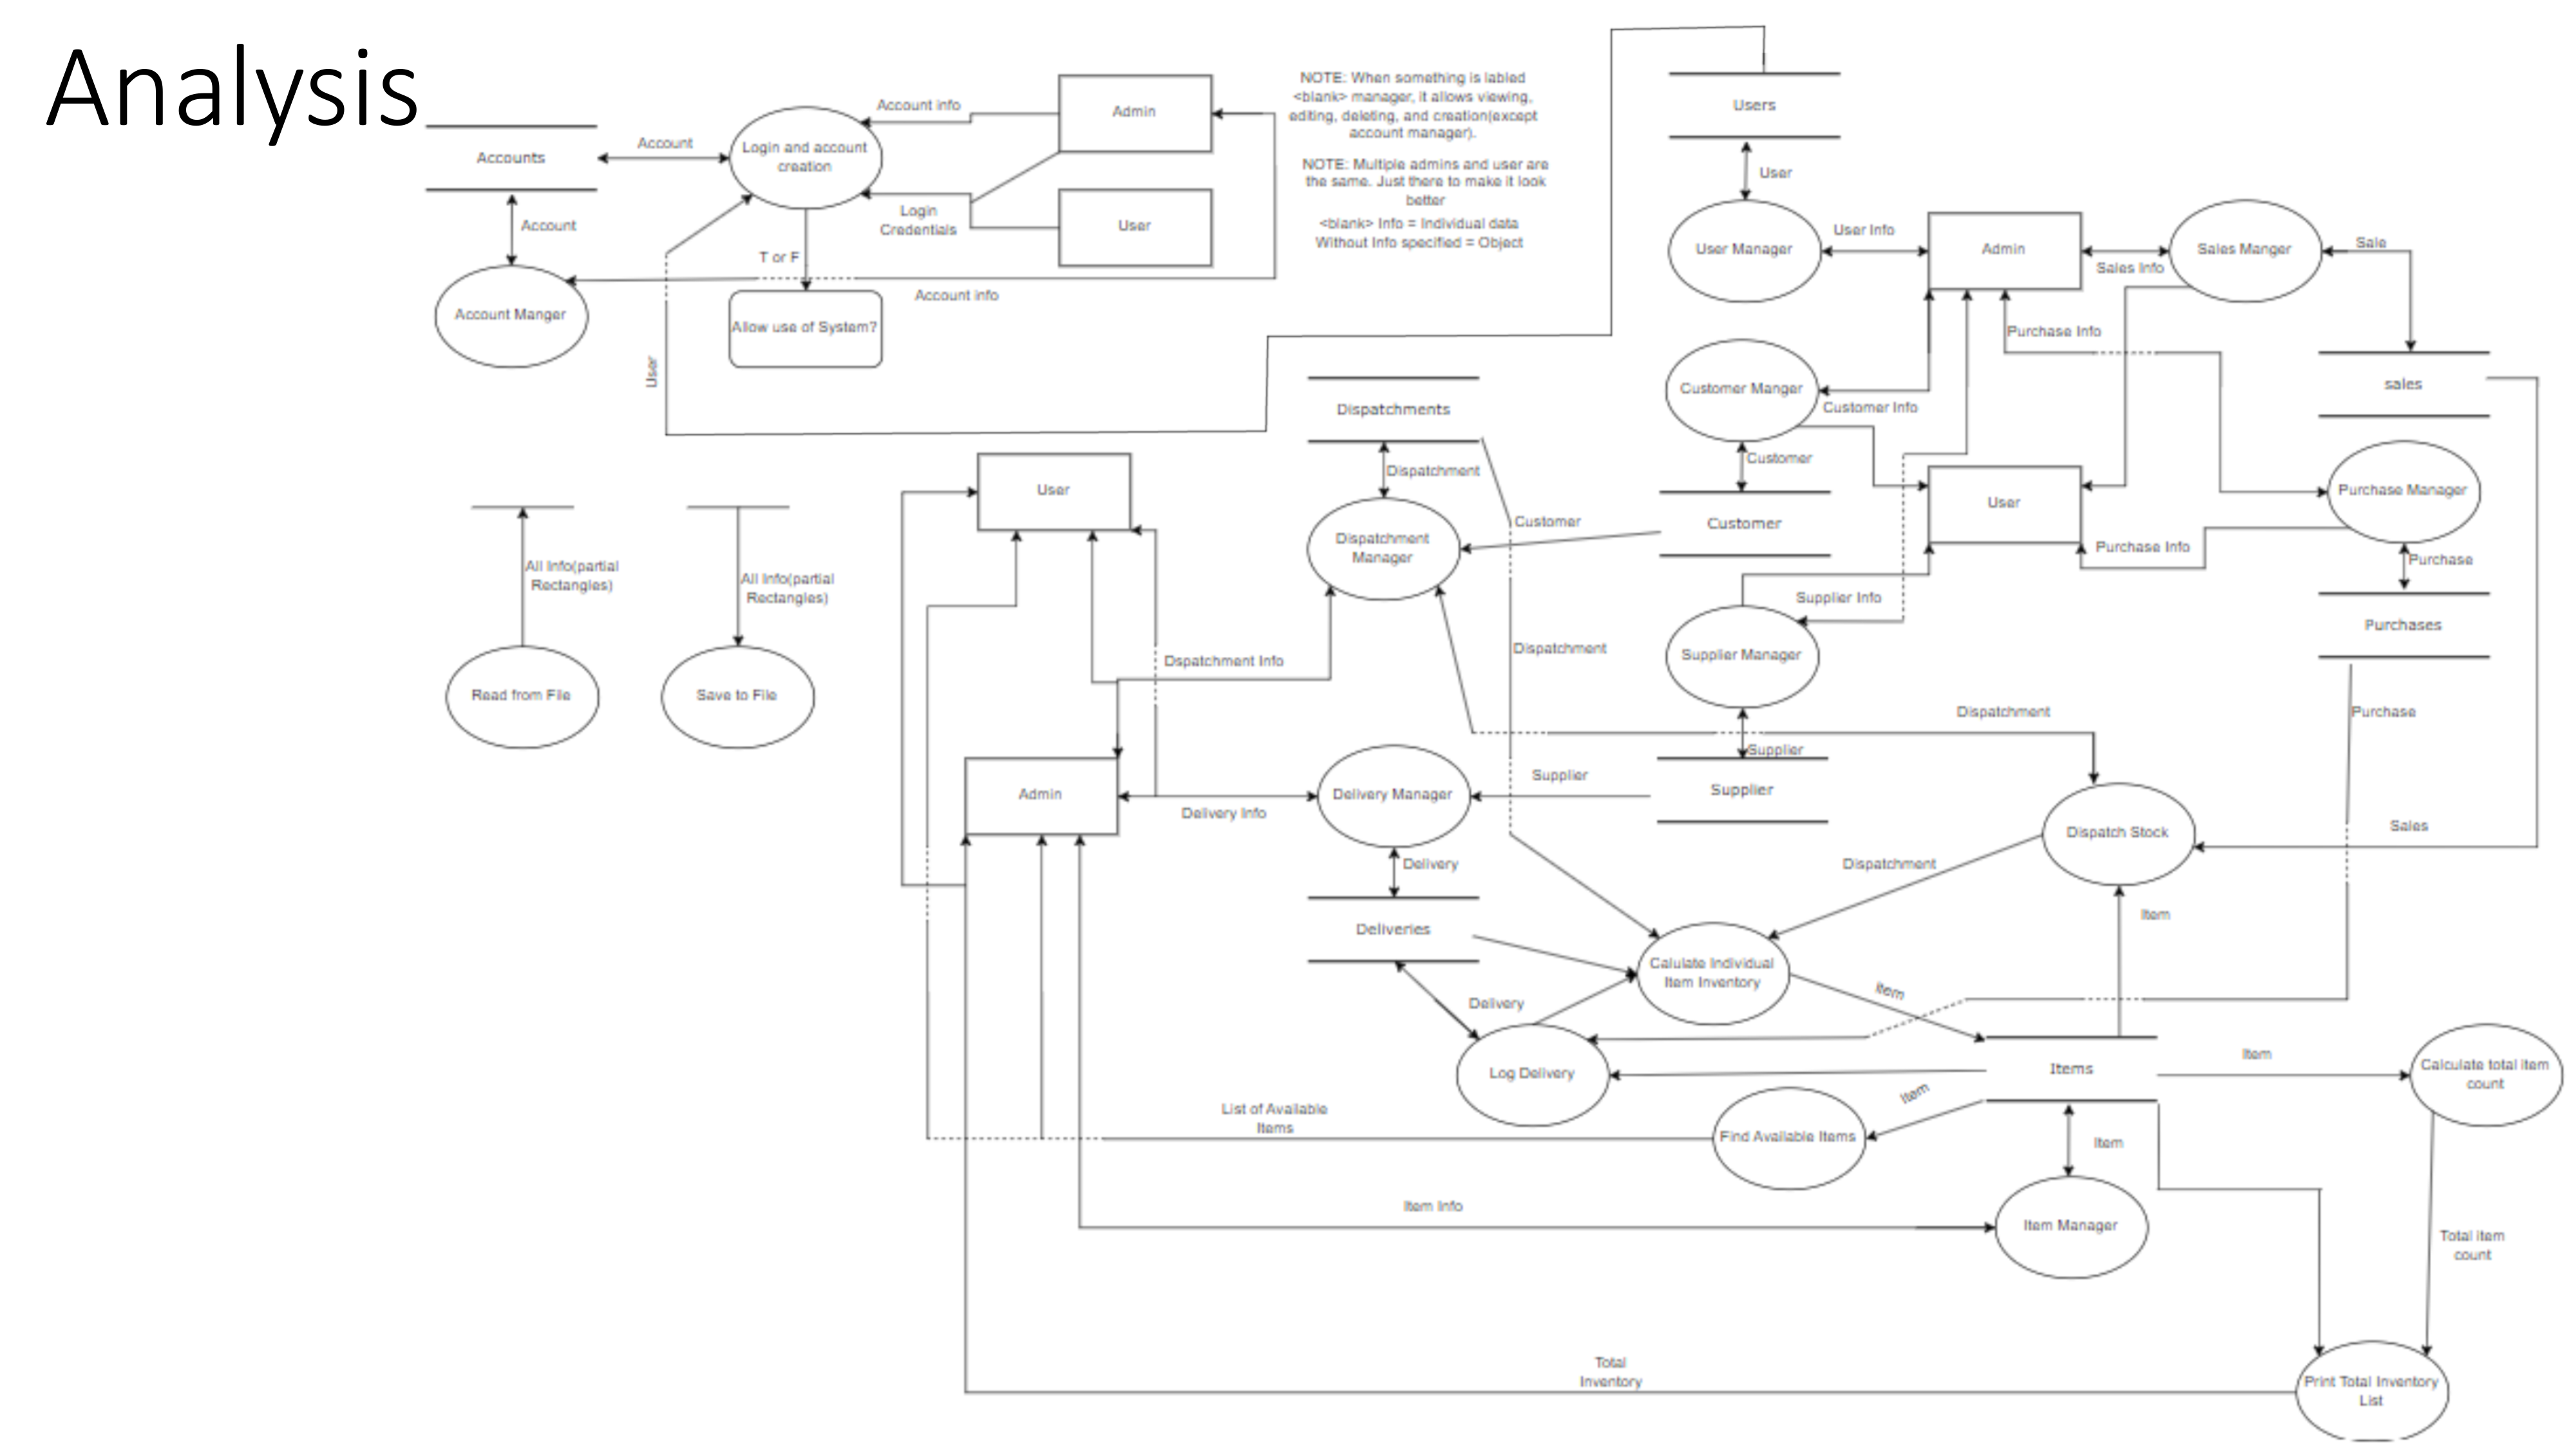 Analysis
Accounts
Account
Login and account
creation
Account info
Admin
Login
Credentials
User
Account
T or F
Account info
Account Manger
Allow use of System?
User
NOTE: When something is labled
<blank> manager, it allows viewing,
editing, deleting, and creation(except
account manager).
NOTE: Multiple admins and user are
the same. Just there to make it look
better
<blank> Info = Individual data
Without Info specified = Object
Users
User
User Manager
User Info
Admin
Sales Info
Sales Manger
Sale
sales
Purchase Info
Customer Manger
Customer Info
Customer
Customer
User
Purchase Manager
Purchase Info
Purchase
Purchases
Purchase
Supplier Info
Supplier Manager
Supplier
Supplier
Dispatchments
Dispatchment
Dispatchment
Manager
Customer
Dispatchment
Dispatchment
User
Dspatchment Info
All Info(partial
Rectangles)
All Info(partial
Rectangles)
Read from File
Save to File
Admin
Delivery Info
Delivery Manager
Supplier
Delivery
Deliveries
Delivery
Log Delivery
Calulate Individual
Item Inventory
Dispatchment
Dispatch Stock
Sales
Item
Item
Items
Item
Calculate total item
count
Item
Find Available Items
List of Available
Items
Item
Item Manager
Item Info
Total item
count
Total
Inventory
Print Total Inventory
List